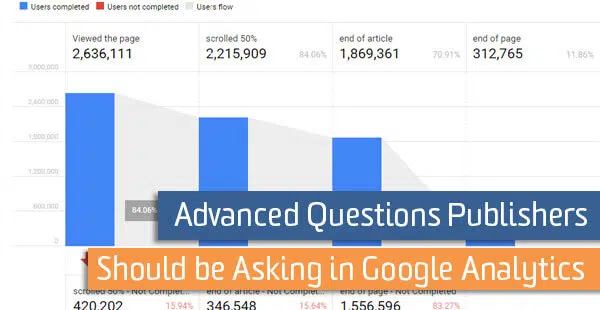 Users completed Users not completed Users flow
Viewed the page scrolled 50% end of article end of page
2,636,111 2,215,909 84.06% 1,869,361 70.91% 312,765 11.86%
3,000,000
2,400,000
1,800,000
1,200,000
600,000
84.06%
0
Advanced Questions Publishers
Should be Asking in Google Analytics
scrolled 50% - Not Complet... end of article - Not Complet... end of page - Not Completed
420,202 15.94% 346,548 15.64% 1,556,596 83.27%